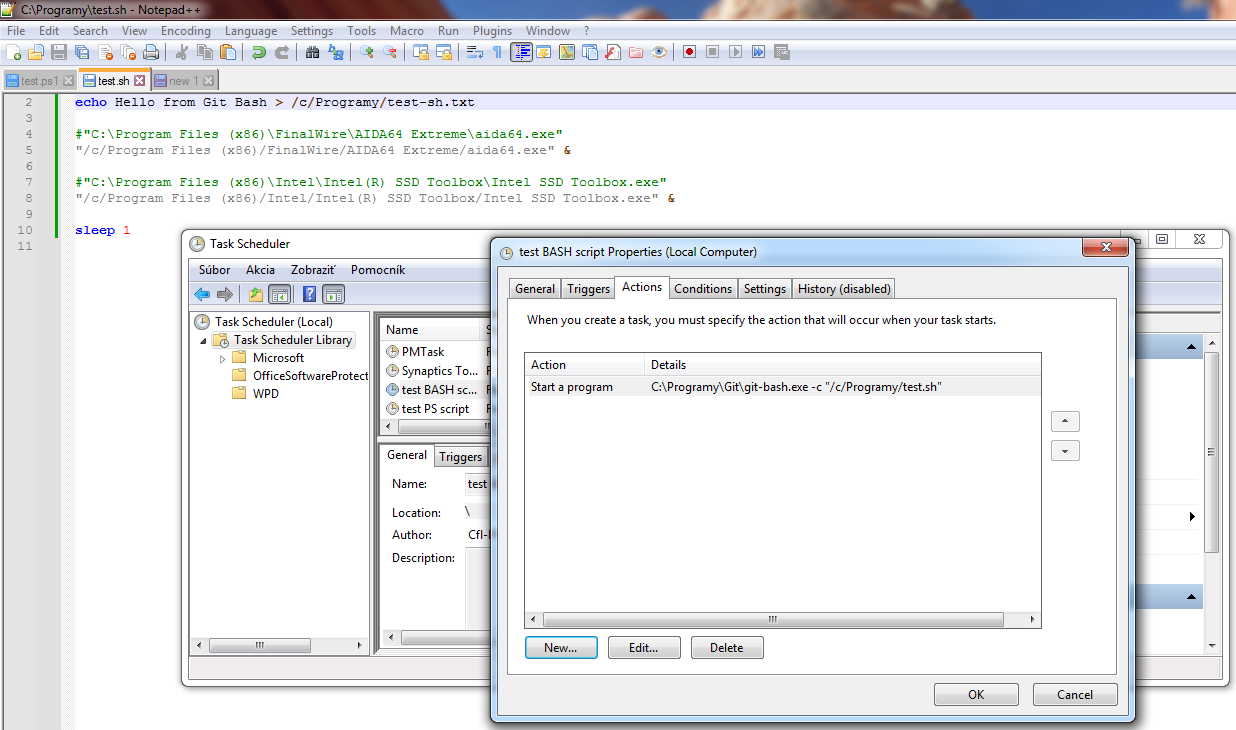 C:\Programy\test.sh - Notepad++
File Edit Search View Encoding Language Settings Tools Macro Run Plugins Window ?
test.ps1 test.sh new 1
2 echo Hello from Git Bash > /c/Programy/test-sh.txt
3
4 #"C:\Program Files (x86)\FinalWire\AIDA64 Extreme\aida64.exe"
5 "/c/Program Files (x86)/FinalWire/AIDA64 Extreme/aida64.exe" &
6
7 #"C:\Program Files (x86)\Intel\Intel(R) SSD Toolbox\Intel SSD Toolbox.exe"
8 "/c/Program Files (x86)/Intel/Intel(R) SSD Toolbox/Intel SSD Toolbox.exe" &
9
10 sleep 1
11
Task Scheduler
Súbor Akcia Zobraziť Pomocník
Task Scheduler (Local)
Task Scheduler Library
Microsoft
OfficeSoftwareProtect
WPD
Name S
PMTask
Synaptics To...
test BASH sc...
test PS script
General Triggers
Name: test
Location: \
Author:
Description:
test BASH script Properties (Local Computer)
General Triggers Actions Conditions Settings History (disabled)
When you create a task, you must specify the action that will occur when your task starts.
Action Details
Start a program C:\Programy\Git\git-bash.exe -c "/c/Programy/test.sh"
New... Edit... Delete
OK Cancel